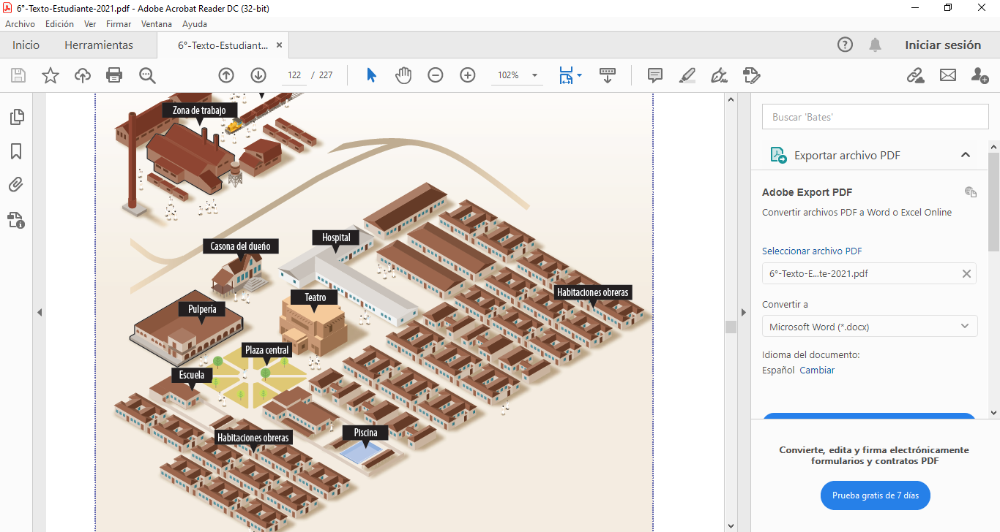 6°-Texto-Estudiante-2021.pdf - Adobe Acrobat Reader DC (32-bit)
Archivo Edición Ver Firmar Ventana Ayuda
Inicio Herramientas 6°-Texto-Estudiant... × Iniciar sesión
122 / 227 102%
Zona de trabajo
Casona del dueño
Hospital
Habitaciones obreras
Teatro
Pulpería
Plaza central
Escuela
Habitaciones obreras
Piscina
Buscar 'Bates'
Exportar archivo PDF
Adobe Export PDF
Convertir archivos PDF a Word o Excel Online
Seleccionar archivo PDF
6°-Texto-E...te-2021.pdf
Convertir a
Microsoft Word (*.docx)
Idioma del documento:
Español Cambiar
Convierte, edita y firma electrónicamente
formularios y contratos PDF
Prueba gratis de 7 días